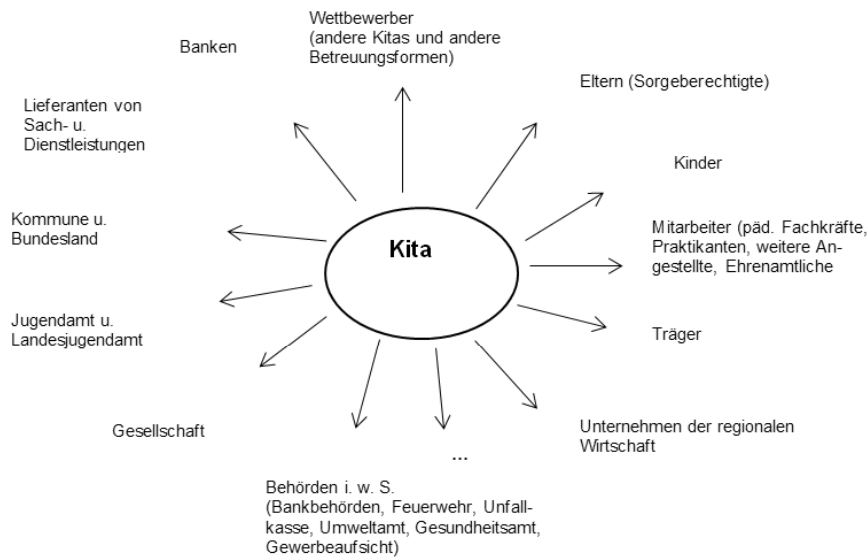 Wettbewerber
(andere Kitas und andere
Betreuungsformen)
Banken
Eltern (Sorgeberechtigte)
Lieferanten von
Sach- u.
Dienstleistungen
Kinder
Kommune u.
Bundesland
Kita
Mitarbeiter (päd. Fachkräfte,
Praktikanten, weitere An-
gestellte, Ehrenamtliche
Jugendamt u.
Landesjugendamt
Träger
Gesellschaft
Unternehmen der regionalen
Wirtschaft
...
Behörden i. w. S.
(Bankbehörden, Feuerwehr, Unfall-
kasse, Umweltamt, Gesundheitsamt,
Gewerbeaufsicht)